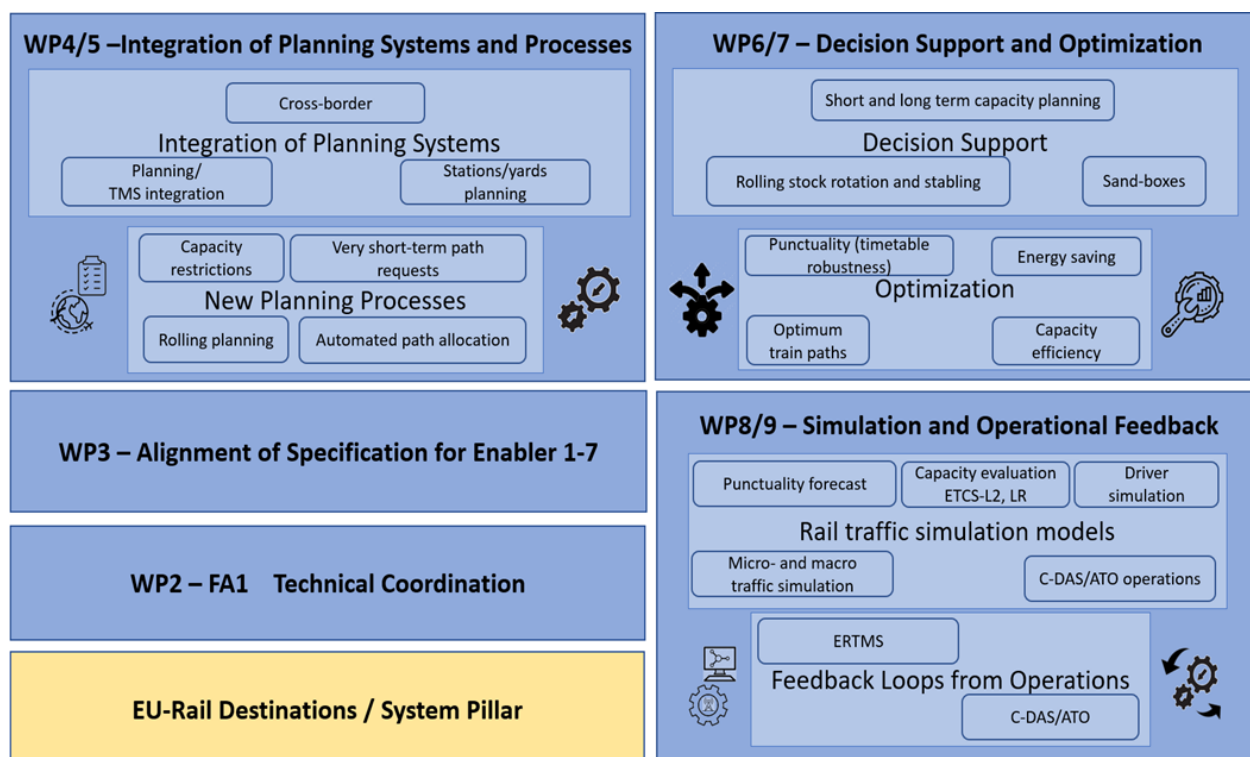 WP4/5 –Integration of Planning Systems and Processes
Cross-border
Integration of Planning Systems
Planning/
TMS integration
Stations/yards
planning
Capacity
restrictions
Very short-term path
requests
New Planning Processes
Rolling planning
Automated path allocation
WP3 – Alignment of Specification for Enabler 1-7
WP2 – FA1 Technical Coordination
EU-Rail Destinations / System Pillar
WP6/7 – Decision Support and Optimization
Short and long term capacity planning
Decision Support
Rolling stock rotation and stabling
Sand-boxes
Punctuality (timetable
robustness)
Energy saving
Optimization
Optimum
train paths
Capacity
efficiency
WP8/9 – Simulation and Operational Feedback
Punctuality forecast
Capacity evaluation
ETCS-L2, LR
Driver
simulation
Rail traffic simulation models
Micro- and macro
traffic simulation
C-DAS/ATO operations
ERTMS
Feedback Loops from Operations
C-DAS/ATO